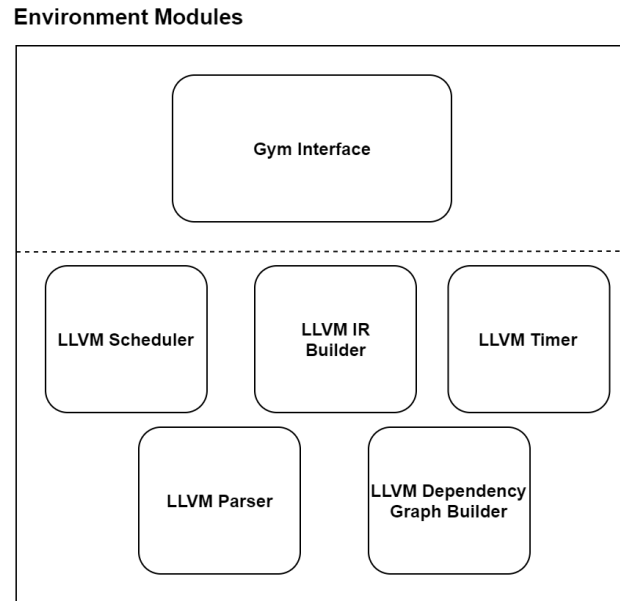 Environment Modules
Gym Interface
LLVM Scheduler
LLVM IR
Builder
LLVM Timer
LLVM Parser
LLVM Dependency
Graph Builder